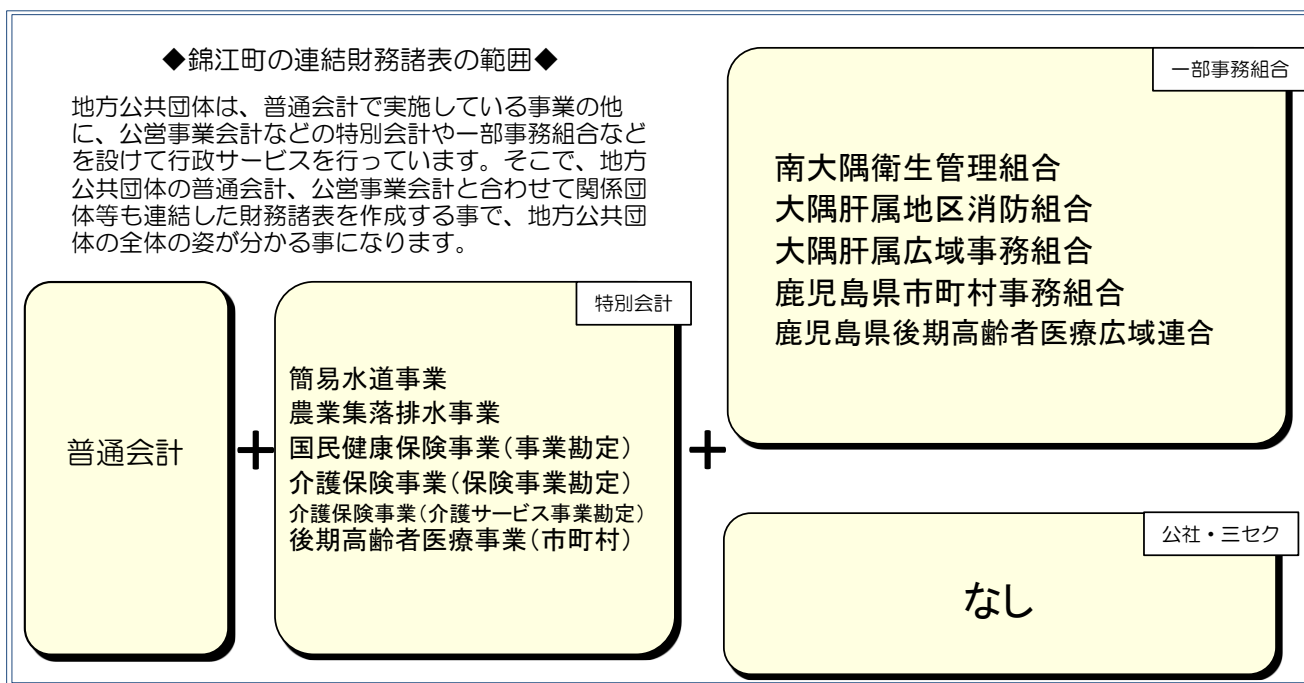 ◆錦江町の連結財務諸表の範囲◆
地方公共団体は、普通会計で実施している事業の他
に、公営事業会計などの特別会計や一部事務組合など
を設けて行政サービスを行っています。そこで、地方
公共団体の普通会計、公営事業会計と合わせて関係団
体等も連結した財務諸表を作成する事で、地方公共団
体の全体の姿が分かる事になります。
普通会計
+
特別会計
簡易水道事業
農業集落排水事業
国民健康保険事業(事業勘定)
介護保険事業(保険事業勘定)
介護保険事業(介護サービス事業勘定)
後期高齢者医療事業(市町村)
+
一部事務組合
南大隅衛生管理組合
大隅肝属地区消防組合
大隅肝属広域事務組合
鹿児島県市町村事務組合
鹿児島県後期高齢者医療広域連合
公社・三セク
なし